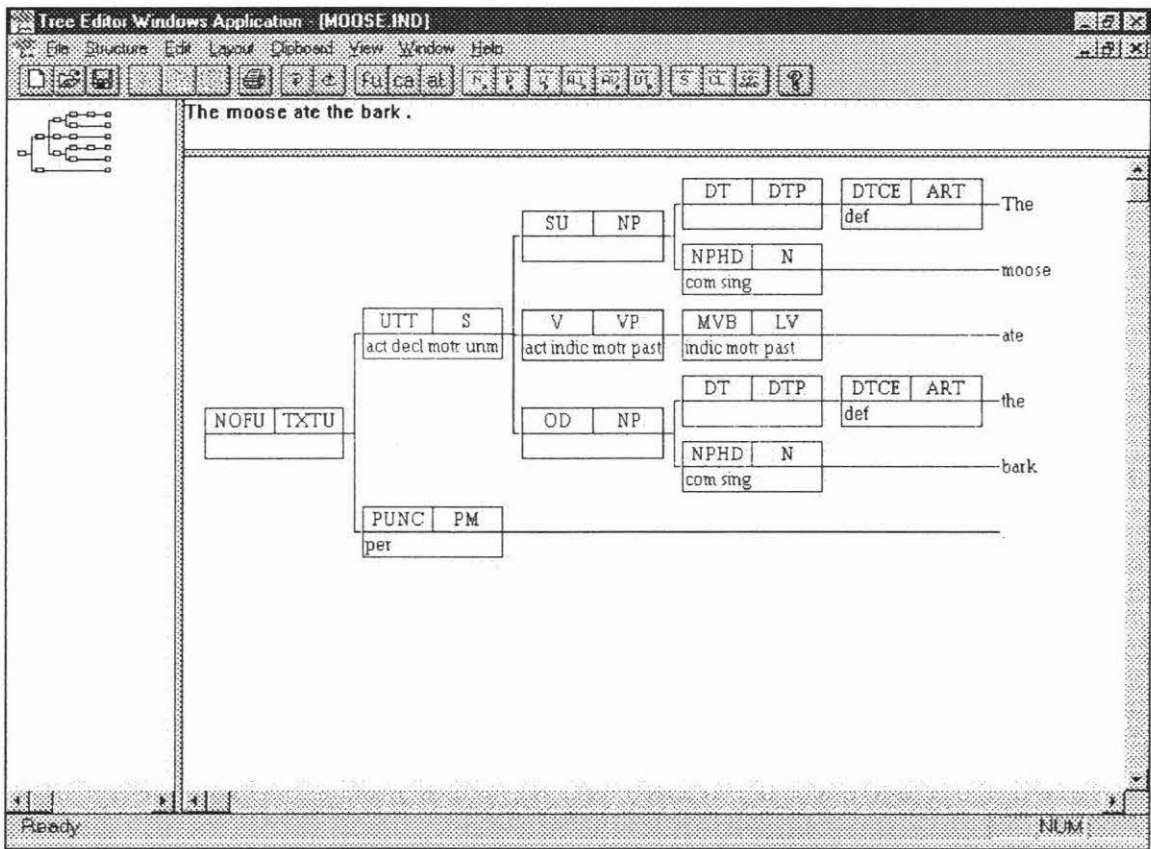 Tree Editor Windows Application - [MOOSE.IND]
File Structure Edit Layout Clipboard View Window Help
Fu ca at
The moose ate the bark .
DT DTP DTCE ART The
def
SU NP
NPHD N moose
com sing
UTT S V VP MVB LV ate
act decl motr unm act indic motr past indic motr past
DT DTP DTCE ART the
def
NOFU TXTU OD NP
NPHD N bark
com sing
PUNC PM .
per
Ready NUM